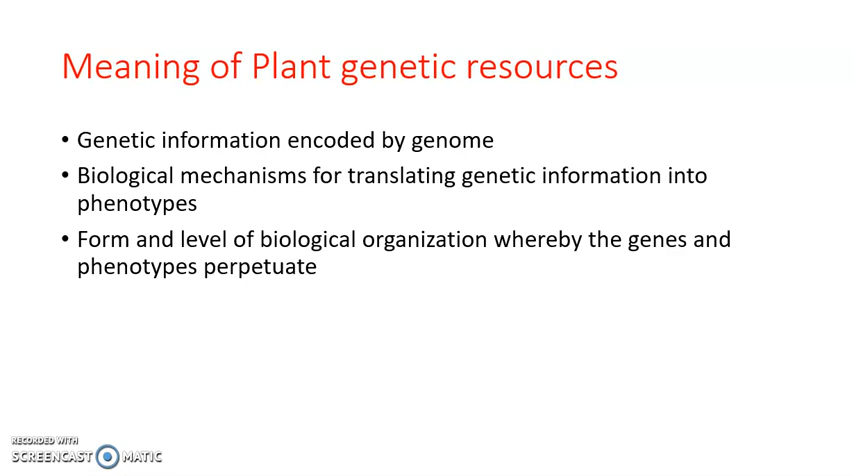 Meaning of Plant genetic resources
• Genetic information encoded by genome
• Biological mechanisms for translating genetic information into
phenotypes
• Form and level of biological organization whereby the genes and
phenotypes perpetuate
RECORDED WITH
SCREENCAST MATIC